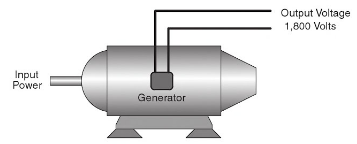 Output Voltage
1,800 Volts
Input
Power
Generator